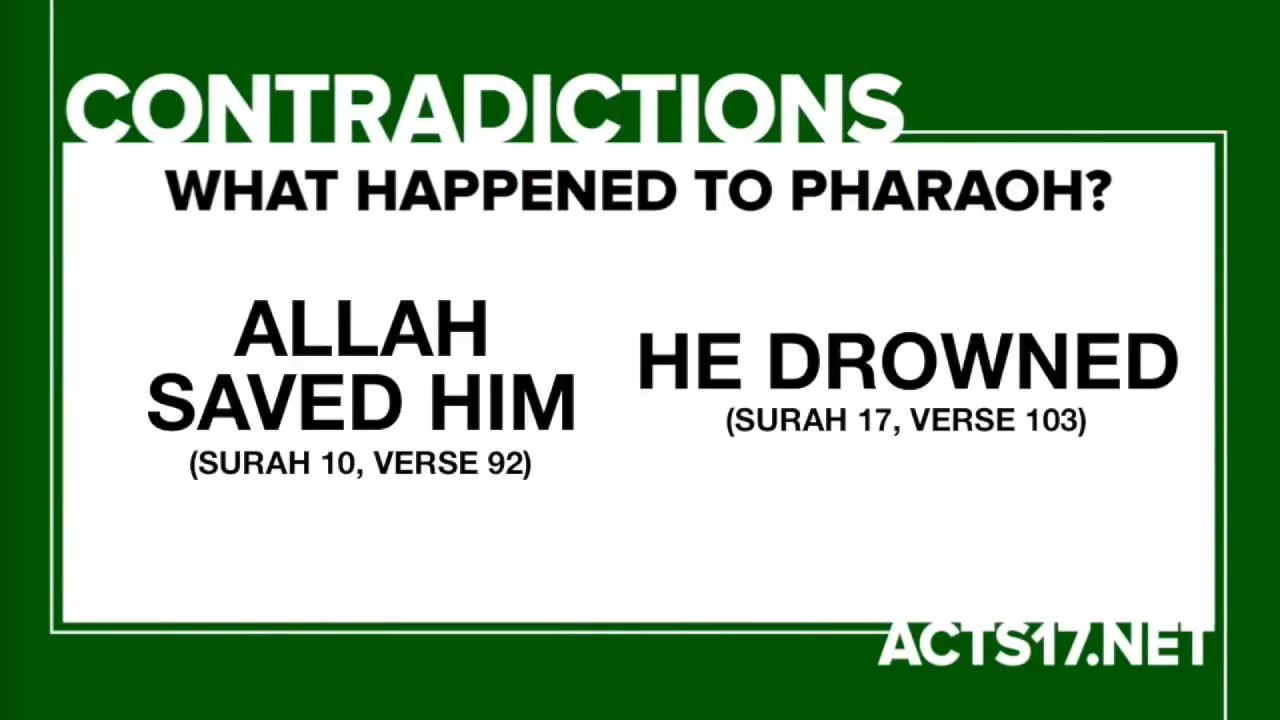 CONTRADICTIONS
WHAT HAPPENED TO PHARAOH?
ALLAH
SAVED HIM
(SURAH 10, VERSE 92)
HE DROWNED
(SURAH 17, VERSE 103)
ACTS17.NET